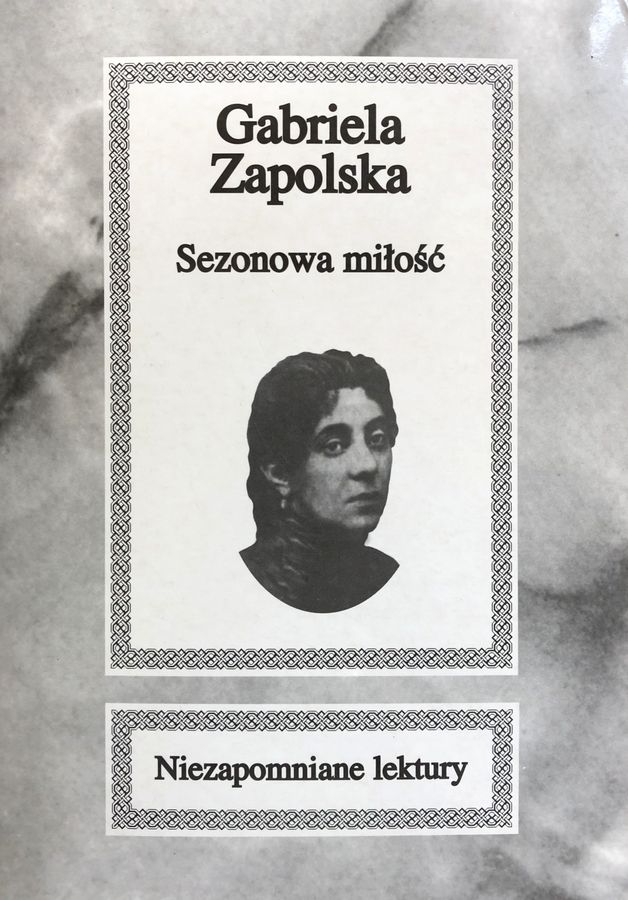 Gabriela
Zapolska
Sezonowa miłość
Niezapomniane lektury